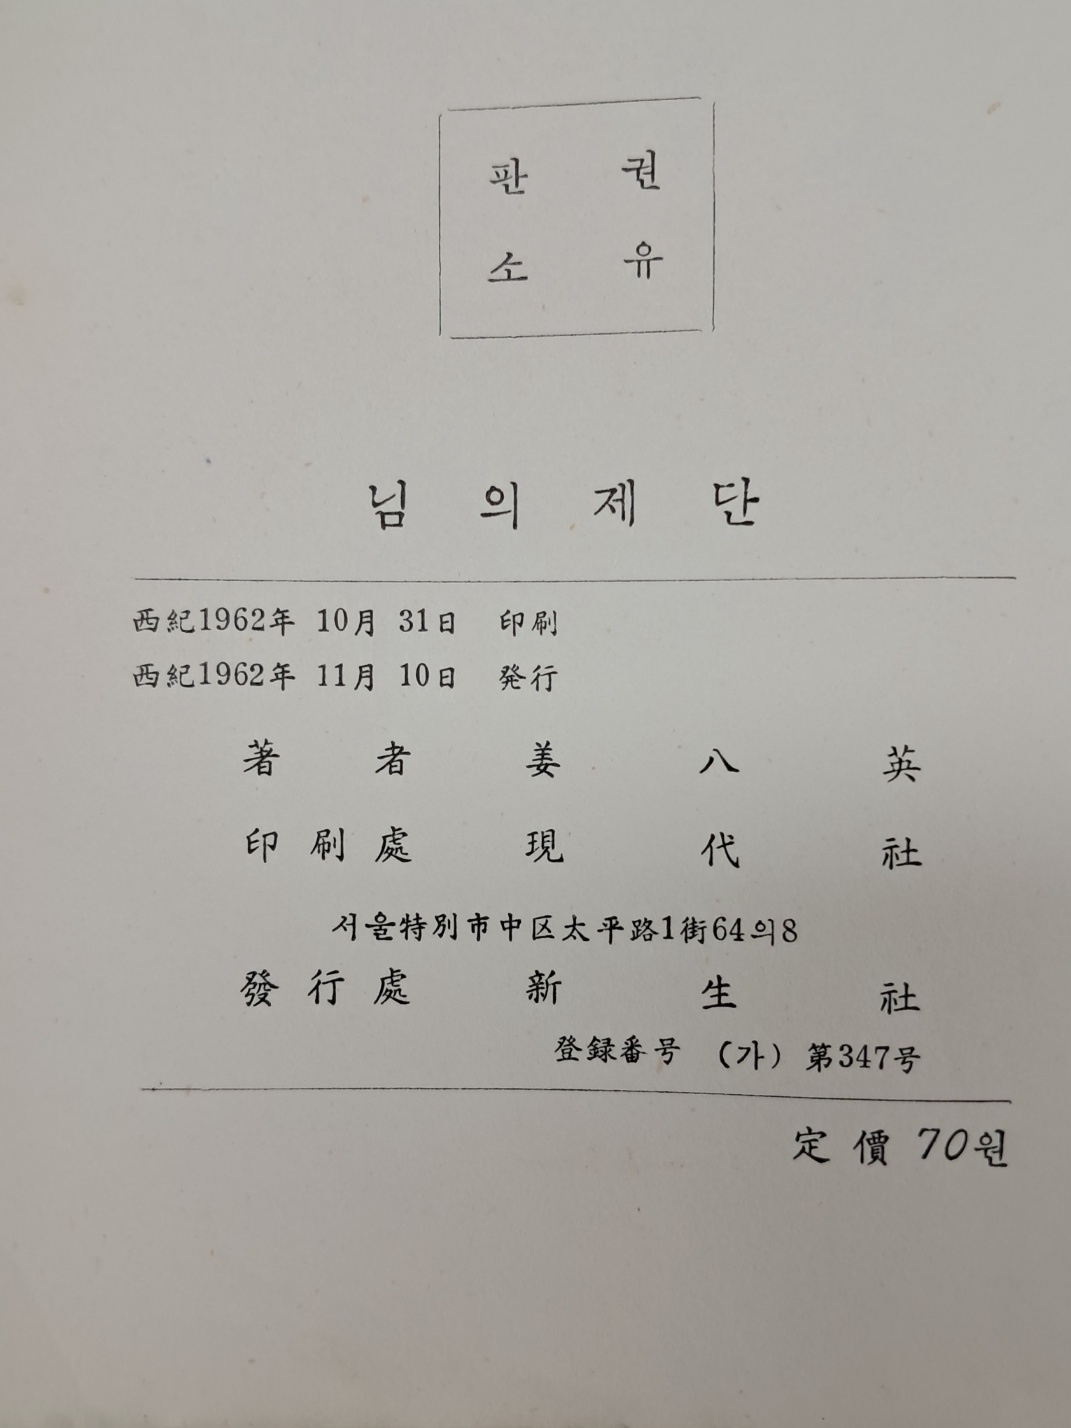 판 권
소 유
님 의 제 단
西紀1962年 10月 31日 印刷
西紀1962年 11月 10日 発行
著 者 姜 八 英
印 刷 處 現 代 社
서울特別市中区太平路1街64의8
發 行 處 新 生 社
登録番号 (가) 第347号
定 價 70원